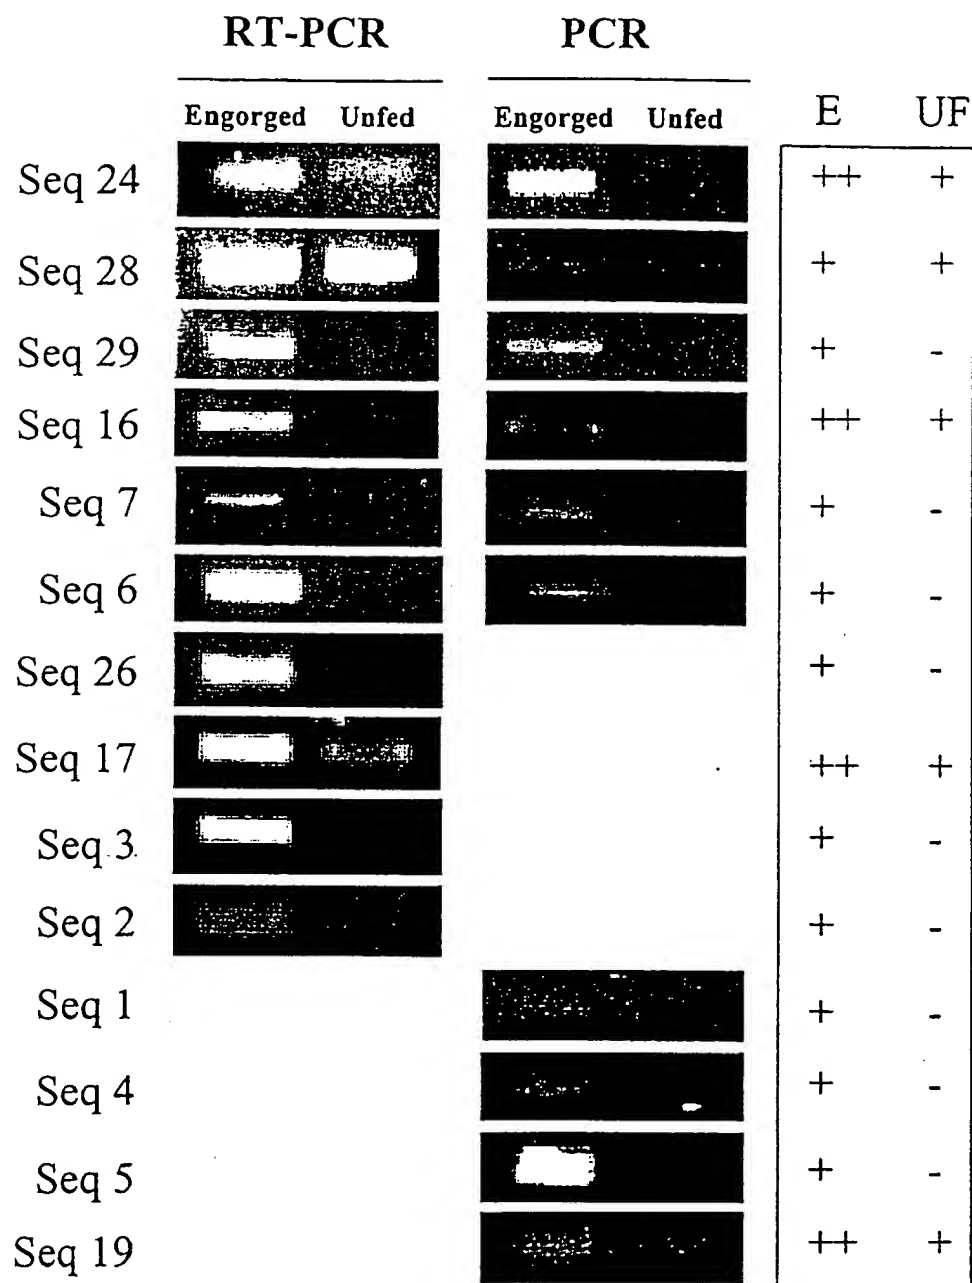 RT-PCR PCR
Engorged Unfed Engorged Unfed E UF
Seq 24 ++ +
Seq 28 + +
Seq 29 + -
Seq 16 ++ +
Seq 7 + -
Seq 6 + -
Seq 26 + -
Seq 17 ++ +
Seq 3 + -
Seq 2 + -
Seq 1 + -
Seq 4 + -
Seq 5 + -
Seq 19 ++ +